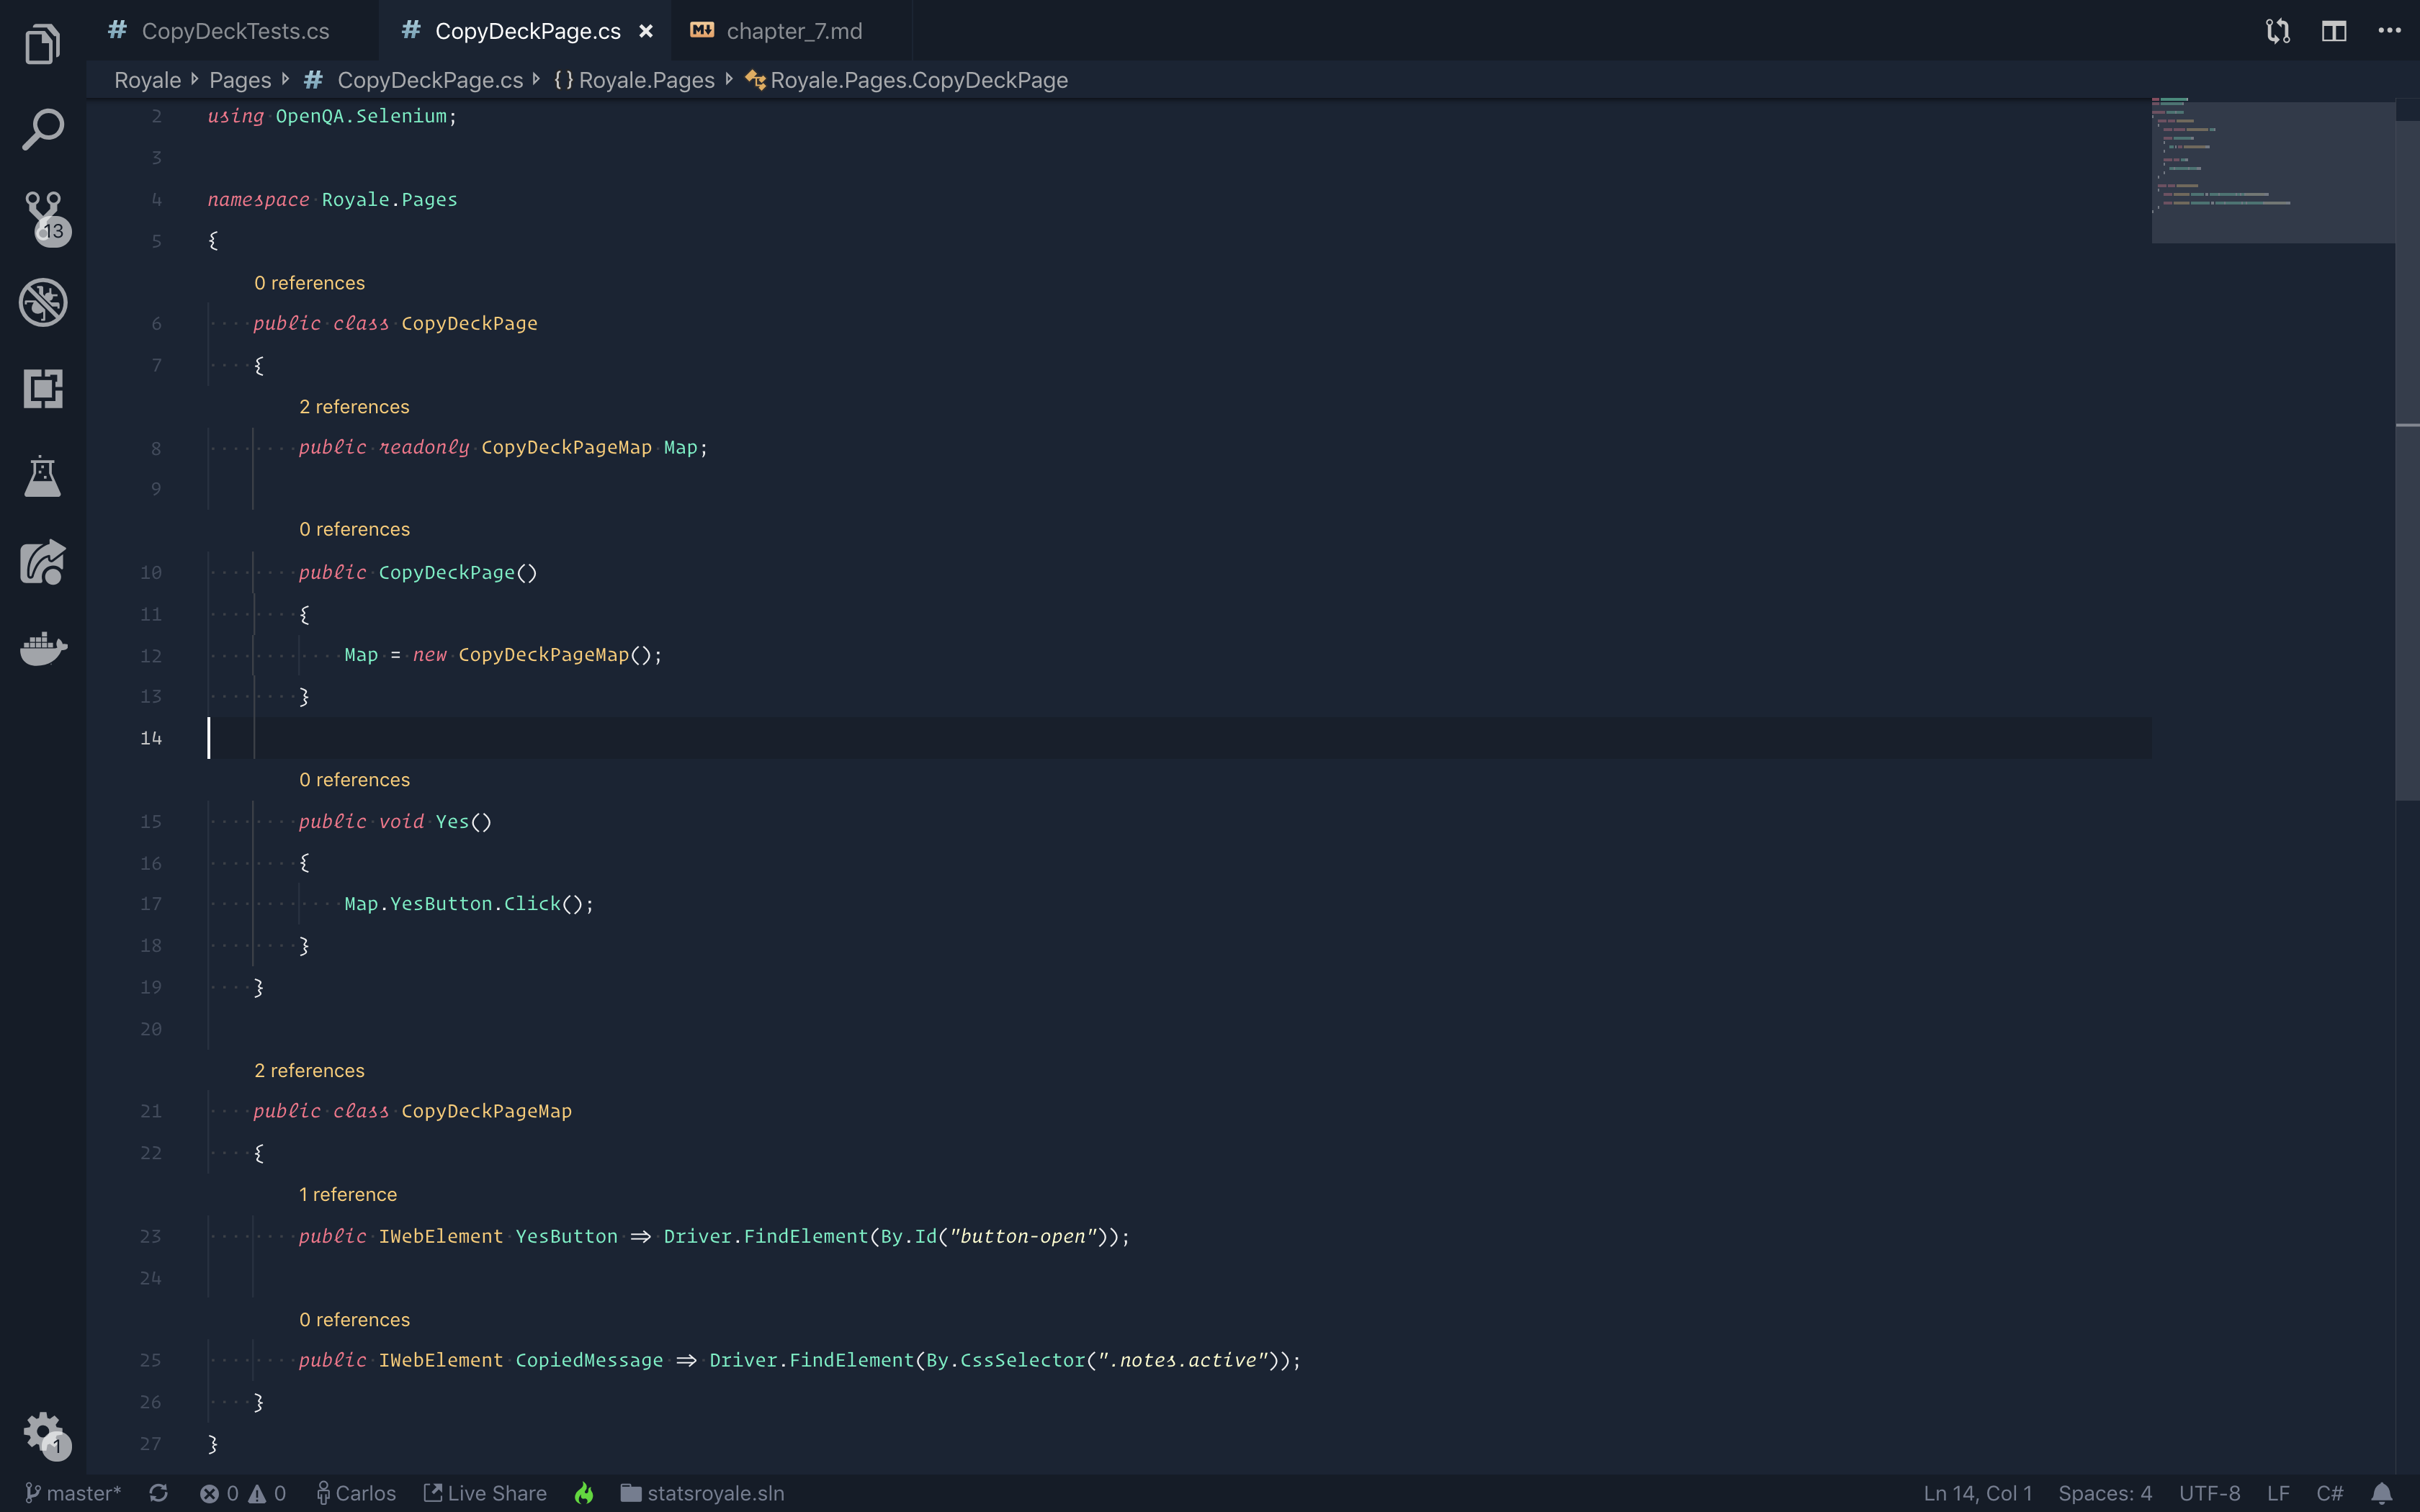 CopyDeckTests.cs
CopyDeckPage.cs
chapter_7.md
Royale Pages CopyDeckPage.cs {} Royale.Pages Royale.Pages.CopyDeckPage
2 using OpenQA.Selenium;
3
4 namespace Royale.Pages
5 {
0 references
6 public class CopyDeckPage
7 {
2 references
8 public readonly CopyDeckPageMap Map;
9
0 references
10 public CopyDeckPage()
11 {
12 Map = new CopyDeckPageMap();
13 }
14
0 references
15 public void Yes()
16 {
17 Map.YesButton.Click();
18 }
19 }
20
2 references
21 public class CopyDeckPageMap
22 {
1 reference
23 public IWebElement YesButton => Driver.FindElement(By.Id("button-open"));
24
0 references
25 public IWebElement CopiedMessage => Driver.FindElement(By.CssSelector(".notes.active"));
26 }
27 }
13
1
master* 0 0 Carlos Live Share statsroyale.sln Ln 14, Col 1 Spaces: 4 UTF-8 LF C#